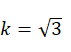 k = √3